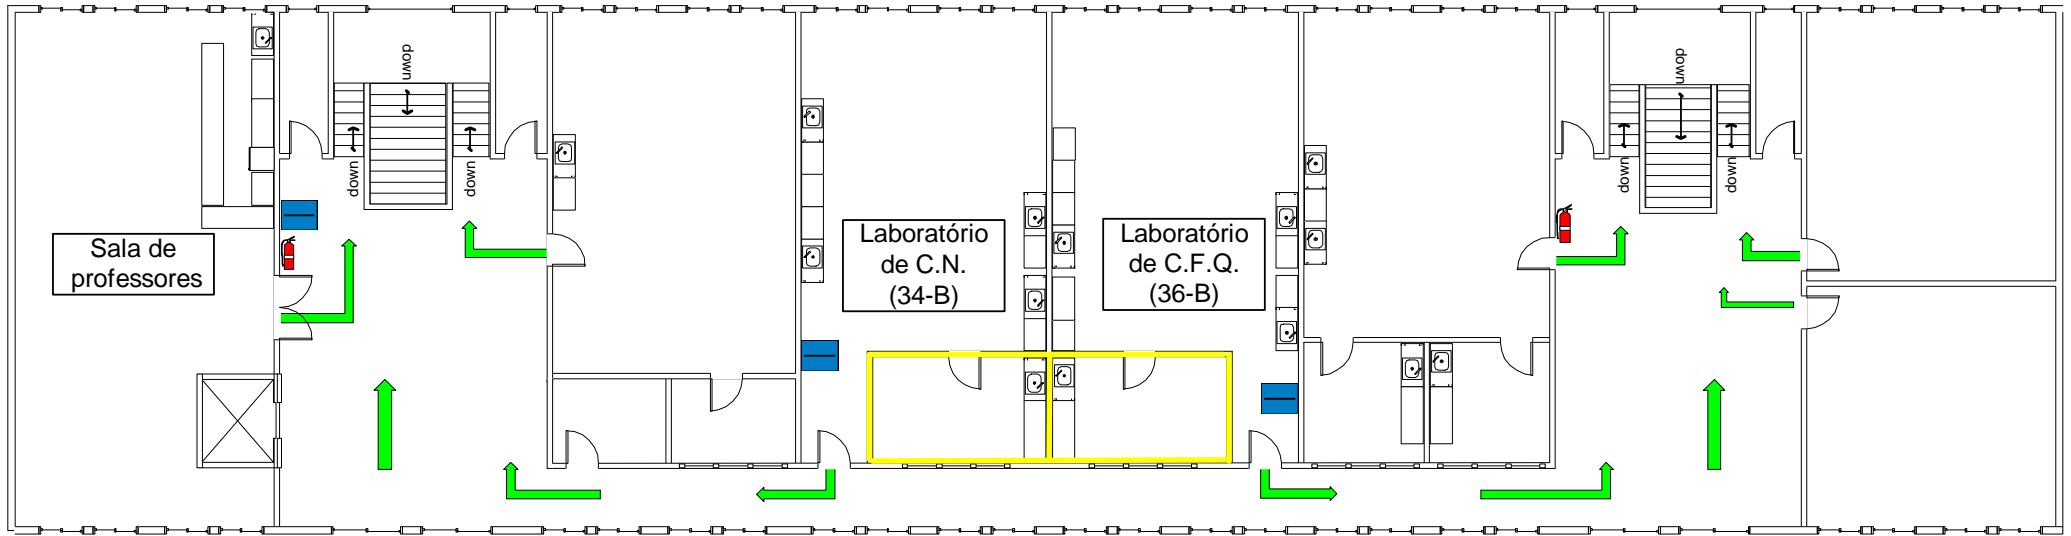 down
down
down
down
down
down
Sala de
professores
Laboratório
de C.N.
(34-B)
Laboratório
de C.F.Q.
(36-B)